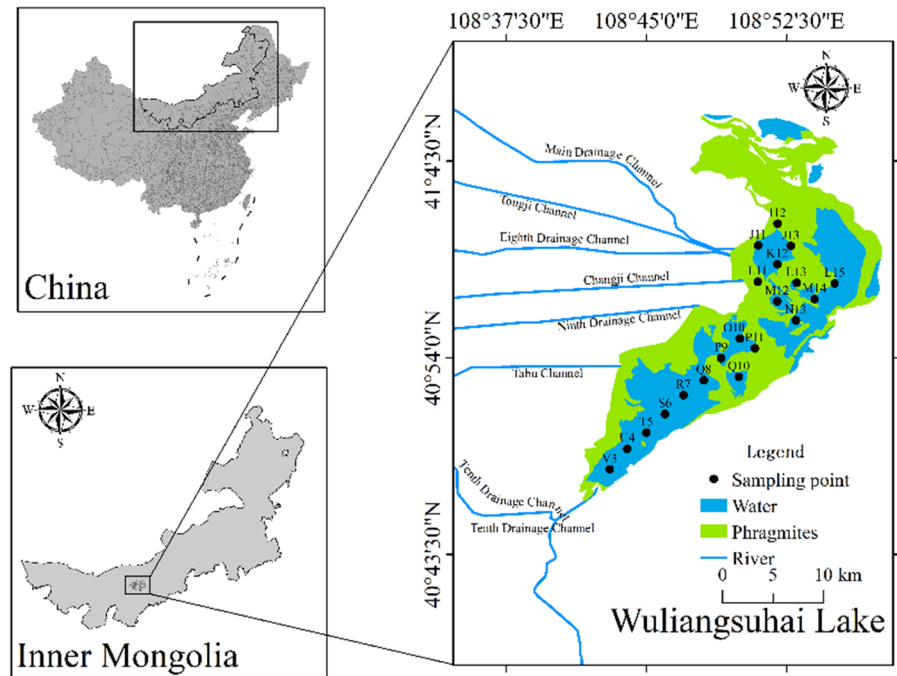 China
N
W E
S
Inner Mongolia
108°37'30"E 108°45'0"E 108°52'30"E
41°4'30"N
40°54'0"N
40°43'30"N
N
W E
S
Main Drainage Channel
Tongji Channel
Eighth Drainage Channel
Changji Channel
Ninth Drainage Channel
Tabu Channel
Tenth Drainage Channel
Tenth Drainage Channel
I12
J11 J13
K12
L11 L13 L15
M12 M14
N13
O10
P11
P9
Q8 Q10
R7
S6
T5
U4
V3
Legend
Sampling point
Water
Phragmites
River
0 10 km
Wuliangsuhai Lake